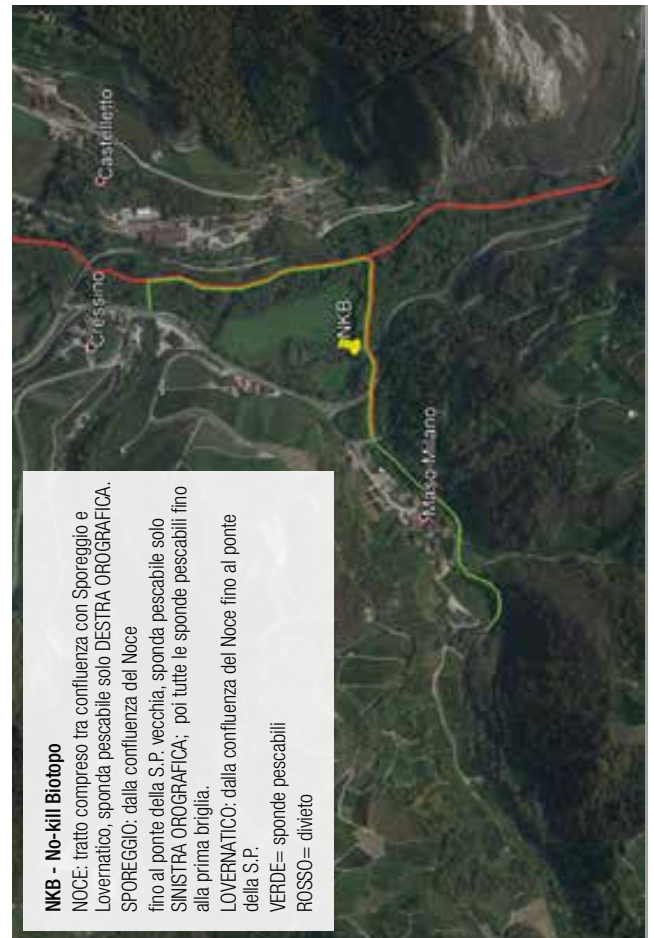 NKB - No-kill Biotopo
NOCE: tratto compreso tra confluenza con Sporeggio e
Lovernatico, sponda pescabile solo DESTRA OROGRAFICA.
SPOREGGIO: dalla confluenza del Noce
fino al ponte della S.P. vecchia, sponda pescabile solo
SINISTRA OROGRAFICA; poi tutte le sponde pescabili fino
alla prima briglia.
LOVERNATICO: dalla confluenza del Noce fino al ponte
della S.P.
VERDE= sponde pescabili
ROSSO= divieto
Maso Milano
NKB
Cressino
Castelletto